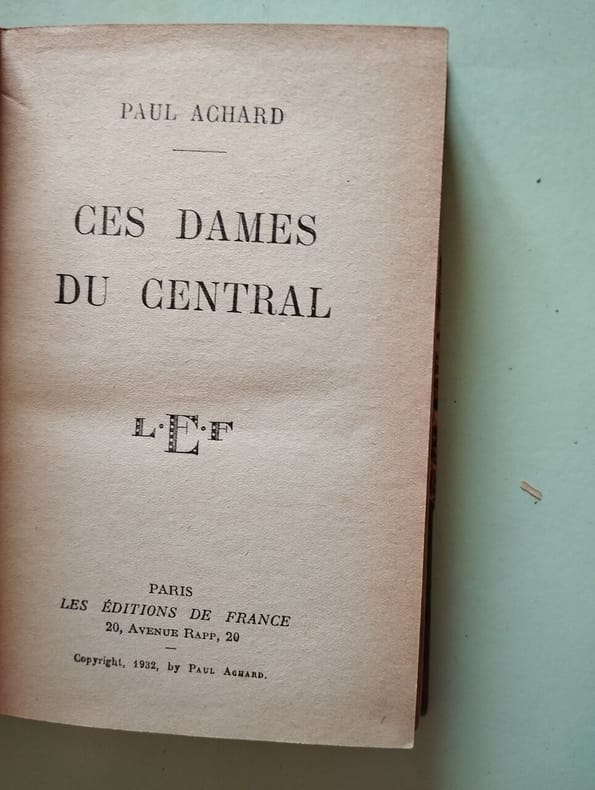 PAUL ACHARD
CES DAMES
DU CENTRAL
L·E·F
PARIS
LES ÉDITIONS DE FRANCE
20, AVENUE RAPP, 20
Copyright, 1932, by PAUL ACHARD.